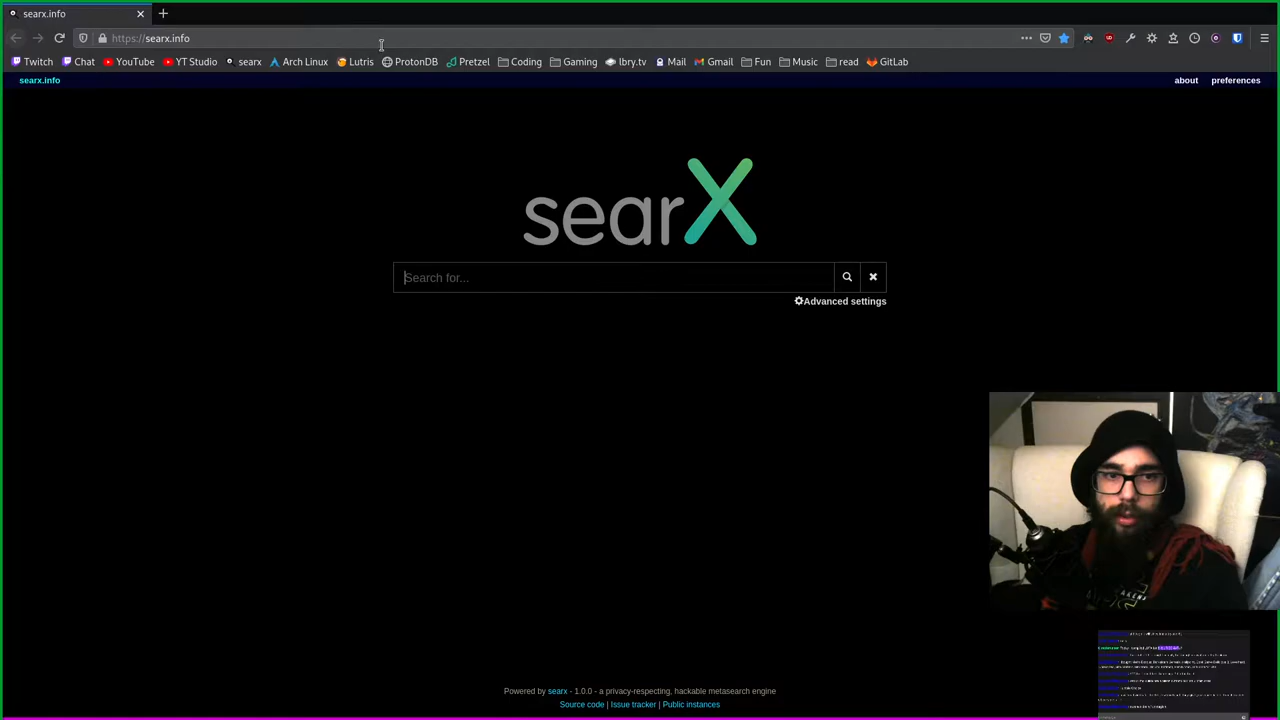 searx.info
https://searx.info
Twitch Chat YouTube YT Studio searx Arch Linux Lutris ProtonDB Pretzel Coding Gaming lbry.tv Mail Gmail Fun Music read GitLab
searx.info about preferences
searX
Search for...
Advanced settings
Powered by searx - 1.0.0 - a privacy-respecting, hackable metasearch engine
Source code | Issue tracker | Public instances